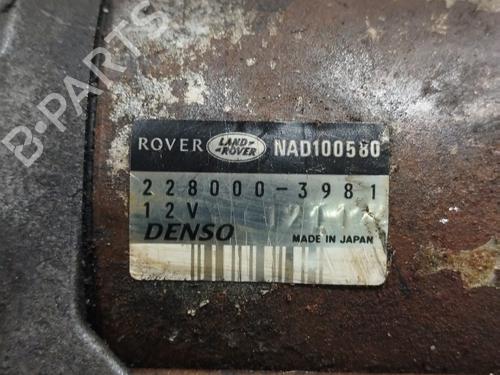 B-PARTS
ROVER LAND ROVER NAD100580
228000-3981
12V
DENSO MADE IN JAPAN